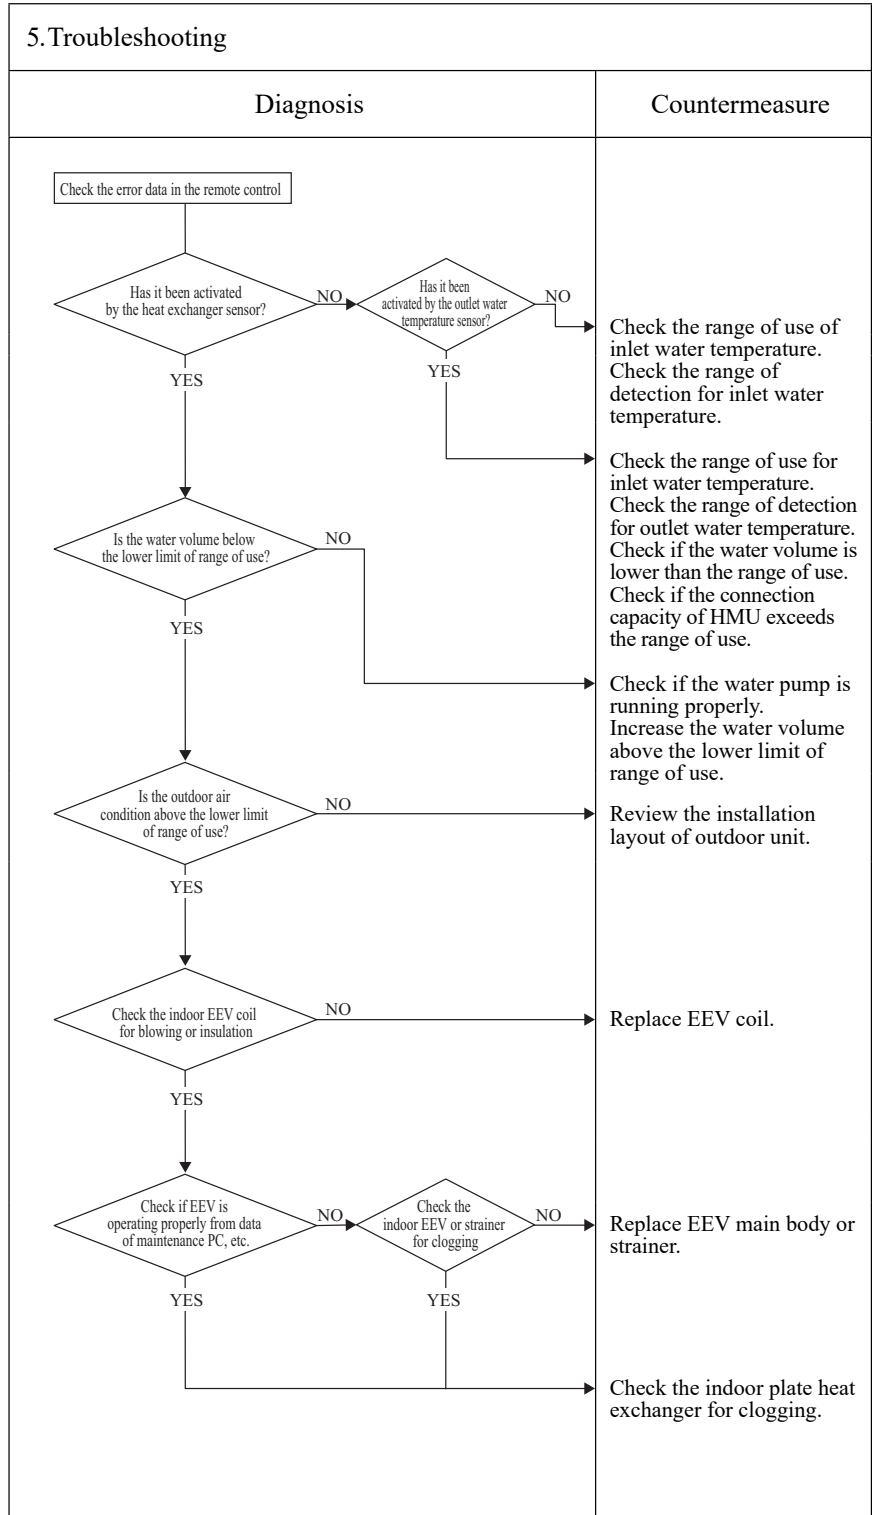 5.Troubleshooting
Diagnosis
Countermeasure
Check the error data in the remote control
Has it been activated
by the heat exchanger sensor?
NO
Has it been
activated by the outlet water
temperature sensor?
NO
Check the range of use of
inlet water temperature.
Check the range of
detection for inlet water
temperature.
YES
YES
Check the range of use for
inlet water temperature.
Check the range of detection
for outlet water temperature.
Check if the water volume is
lower than the range of use.
Check if the connection
capacity of HMU exceeds
the range of use.
Is the water volume below
the lower limit of range of use?
NO
YES
Check if the water pump is
running properly.
Increase the water volume
above the lower limit of
range of use.
Is the outdoor air
condition above the lower limit
of range of use?
NO
Review the installation
layout of outdoor unit.
YES
Check the indoor EEV coil
for blowing or insulation
NO
Replace EEV coil.
YES
Check if EEV is
operating properly from data
of maintenance PC, etc.
NO
Check the
indoor EEV or strainer
for clogging
NO
Replace EEV main body or
strainer.
YES
YES
Check the indoor plate heat
exchanger for clogging.